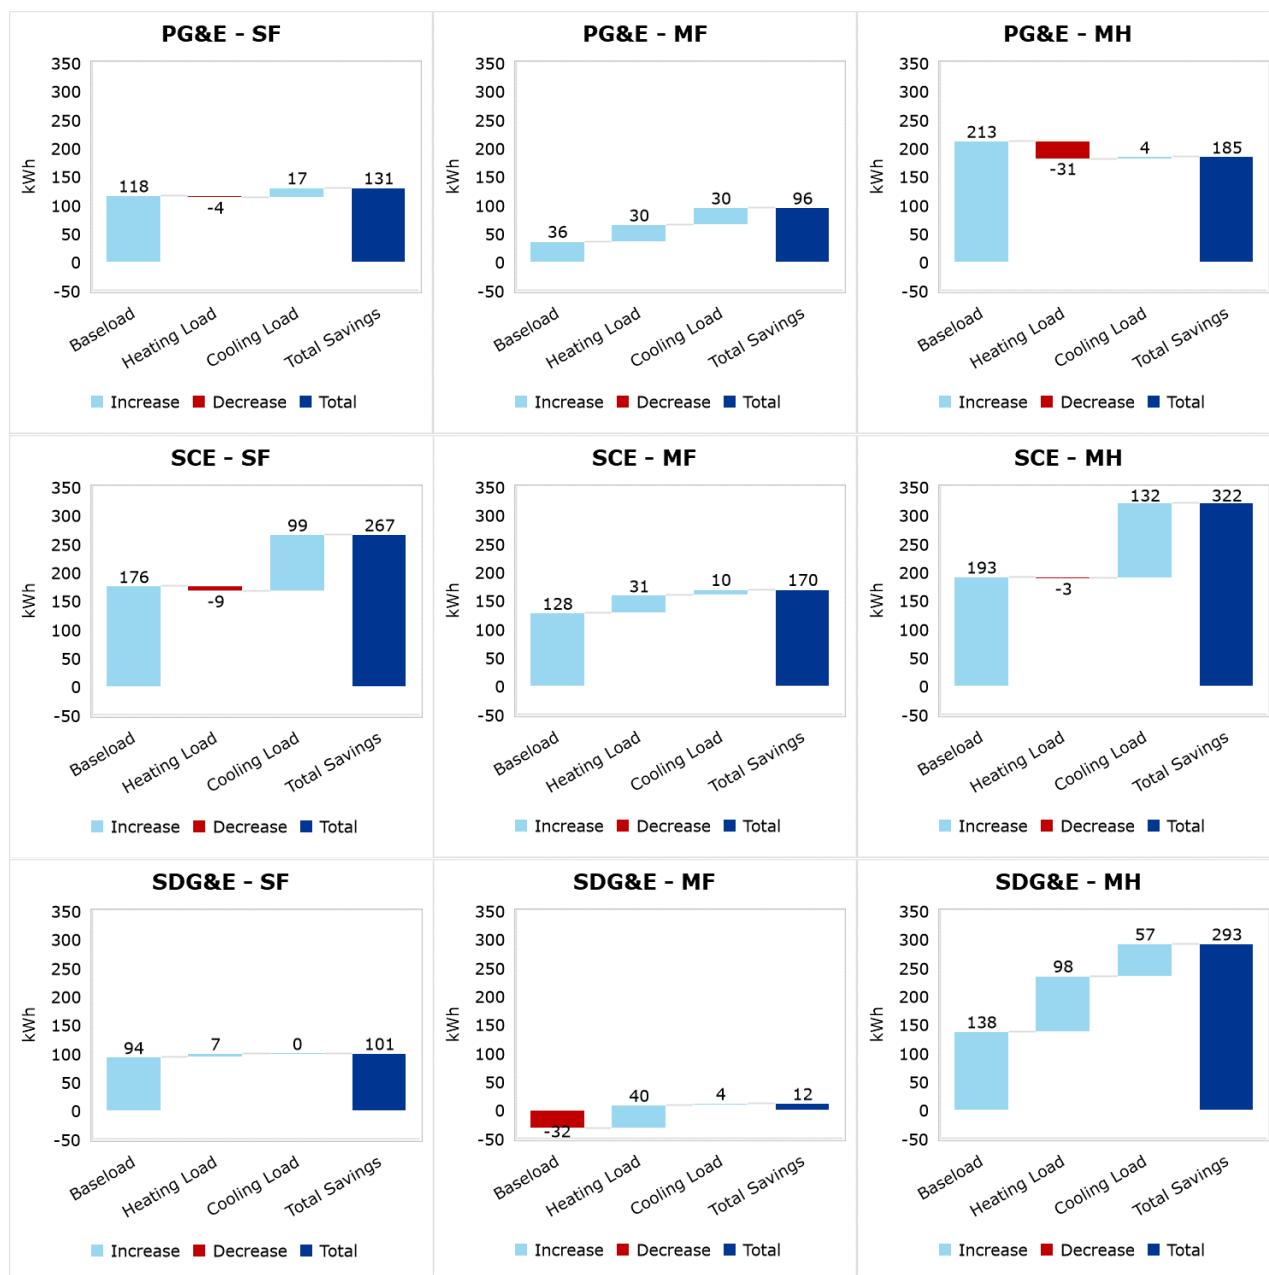 PG&E – SF
350
300
250
200
150
100
50
0
-50
kWh
118
-4
17
131
Baseload
Heating Load
Cooling Load
Total Savings
Increase Decrease Total
PG&E – MF
350
300
250
200
150
100
50
0
-50
kWh
36
30
30
96
Baseload
Heating Load
Cooling Load
Total Savings
Increase Decrease Total
PG&E – MH
350
300
250
200
150
100
50
0
-50
kWh
213
-31
4
185
Baseload
Heating Load
Cooling Load
Total Savings
Increase Decrease Total
SCE – SF
350
300
250
200
150
100
50
0
-50
kWh
176
-9
99
267
Baseload
Heating Load
Cooling Load
Total Savings
Increase Decrease Total
SCE – MF
350
300
250
200
150
100
50
0
-50
kWh
128
31
10
170
Baseload
Heating Load
Cooling Load
Total Savings
Increase Decrease Total
SCE – MH
350
300
250
200
150
100
50
0
-50
kWh
193
-3
132
322
Baseload
Heating Load
Cooling Load
Total Savings
Increase Decrease Total
SDG&E – SF
350
300
250
200
150
100
50
0
-50
kWh
94
7
0
101
Baseload
Heating Load
Cooling Load
Total Savings
Increase Decrease Total
SDG&E – MF
350
300
250
200
150
100
50
0
-50
kWh
-32
40
4
12
Baseload
Heating Load
Cooling Load
Total Savings
Increase Decrease Total
SDG&E – MH
350
300
250
200
150
100
50
0
-50
kWh
138
98
57
293
Baseload
Heating Load
Cooling Load
Total Savings
Increase Decrease Total